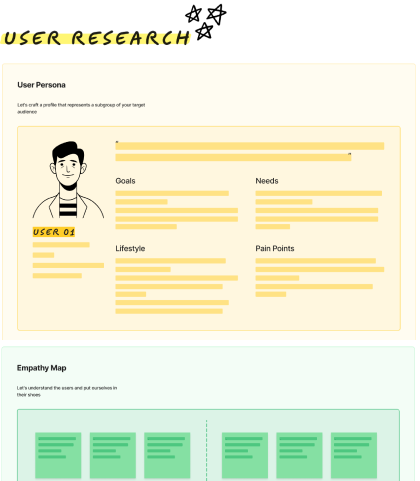 USER RESEARCH
User Persona
Let's craft a profile that represents a subgroup of your target
audience
"
"
Goals
Needs
USER 01
Lifestyle
Pain Points
Empathy Map
Let's understand the users and put ourselves in
their shoes